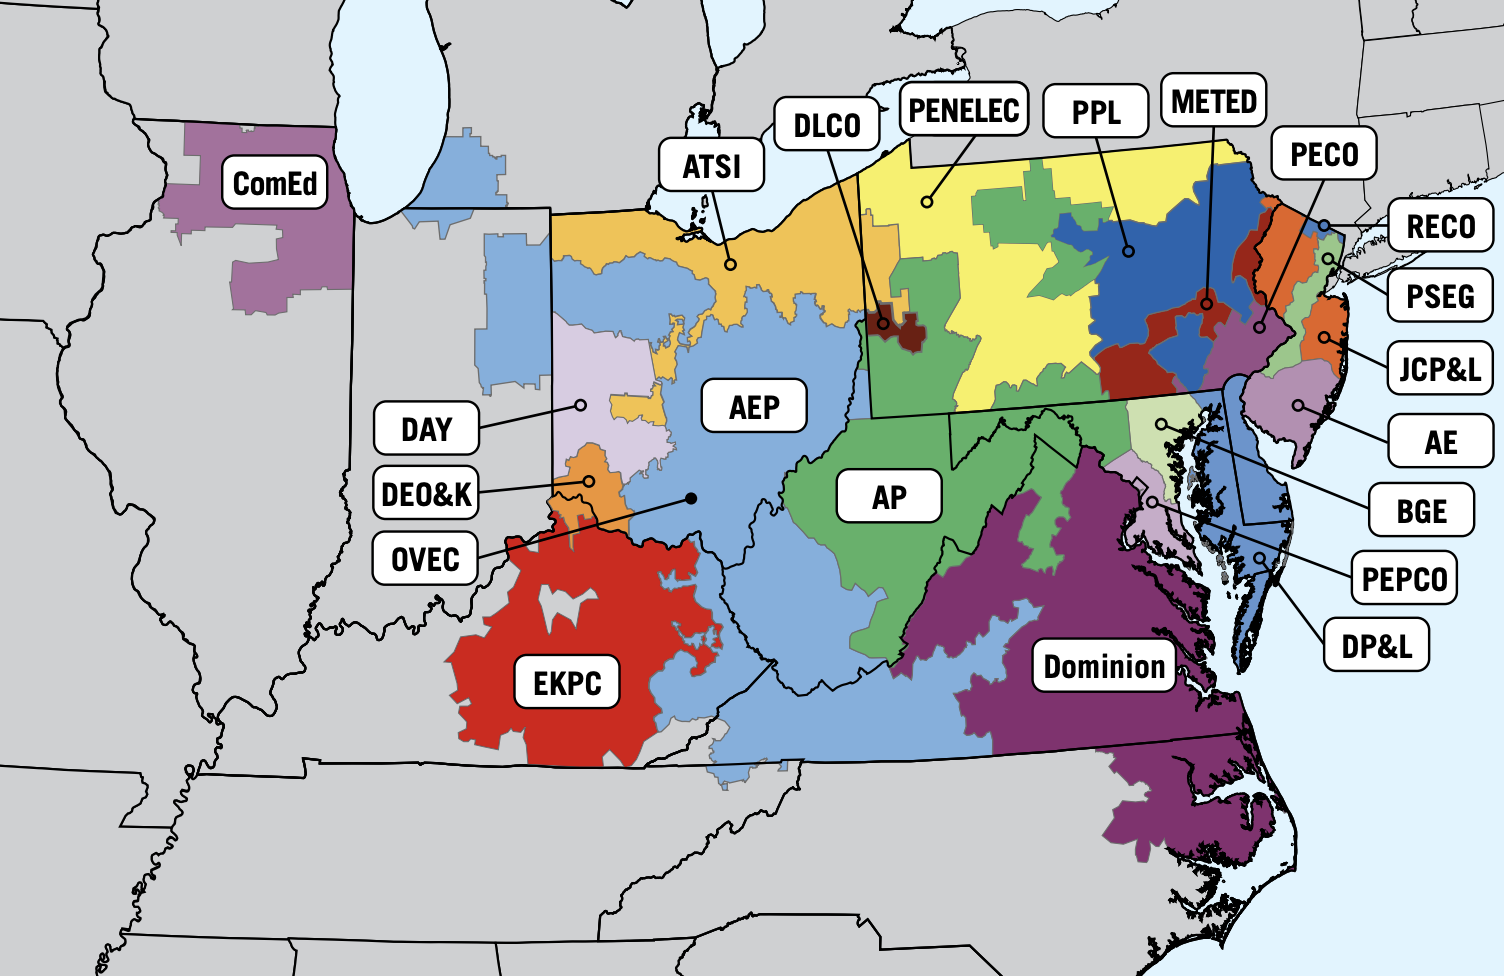 METED
PENELEC
PPL
DLCO
PECO
ATSI
ComEd
RECO
PSEG
JCP&L
AEP
DAY
AE
DEO&K
AP
BGE
OVEC
PEPCO
DP&L
Dominion
EKPC